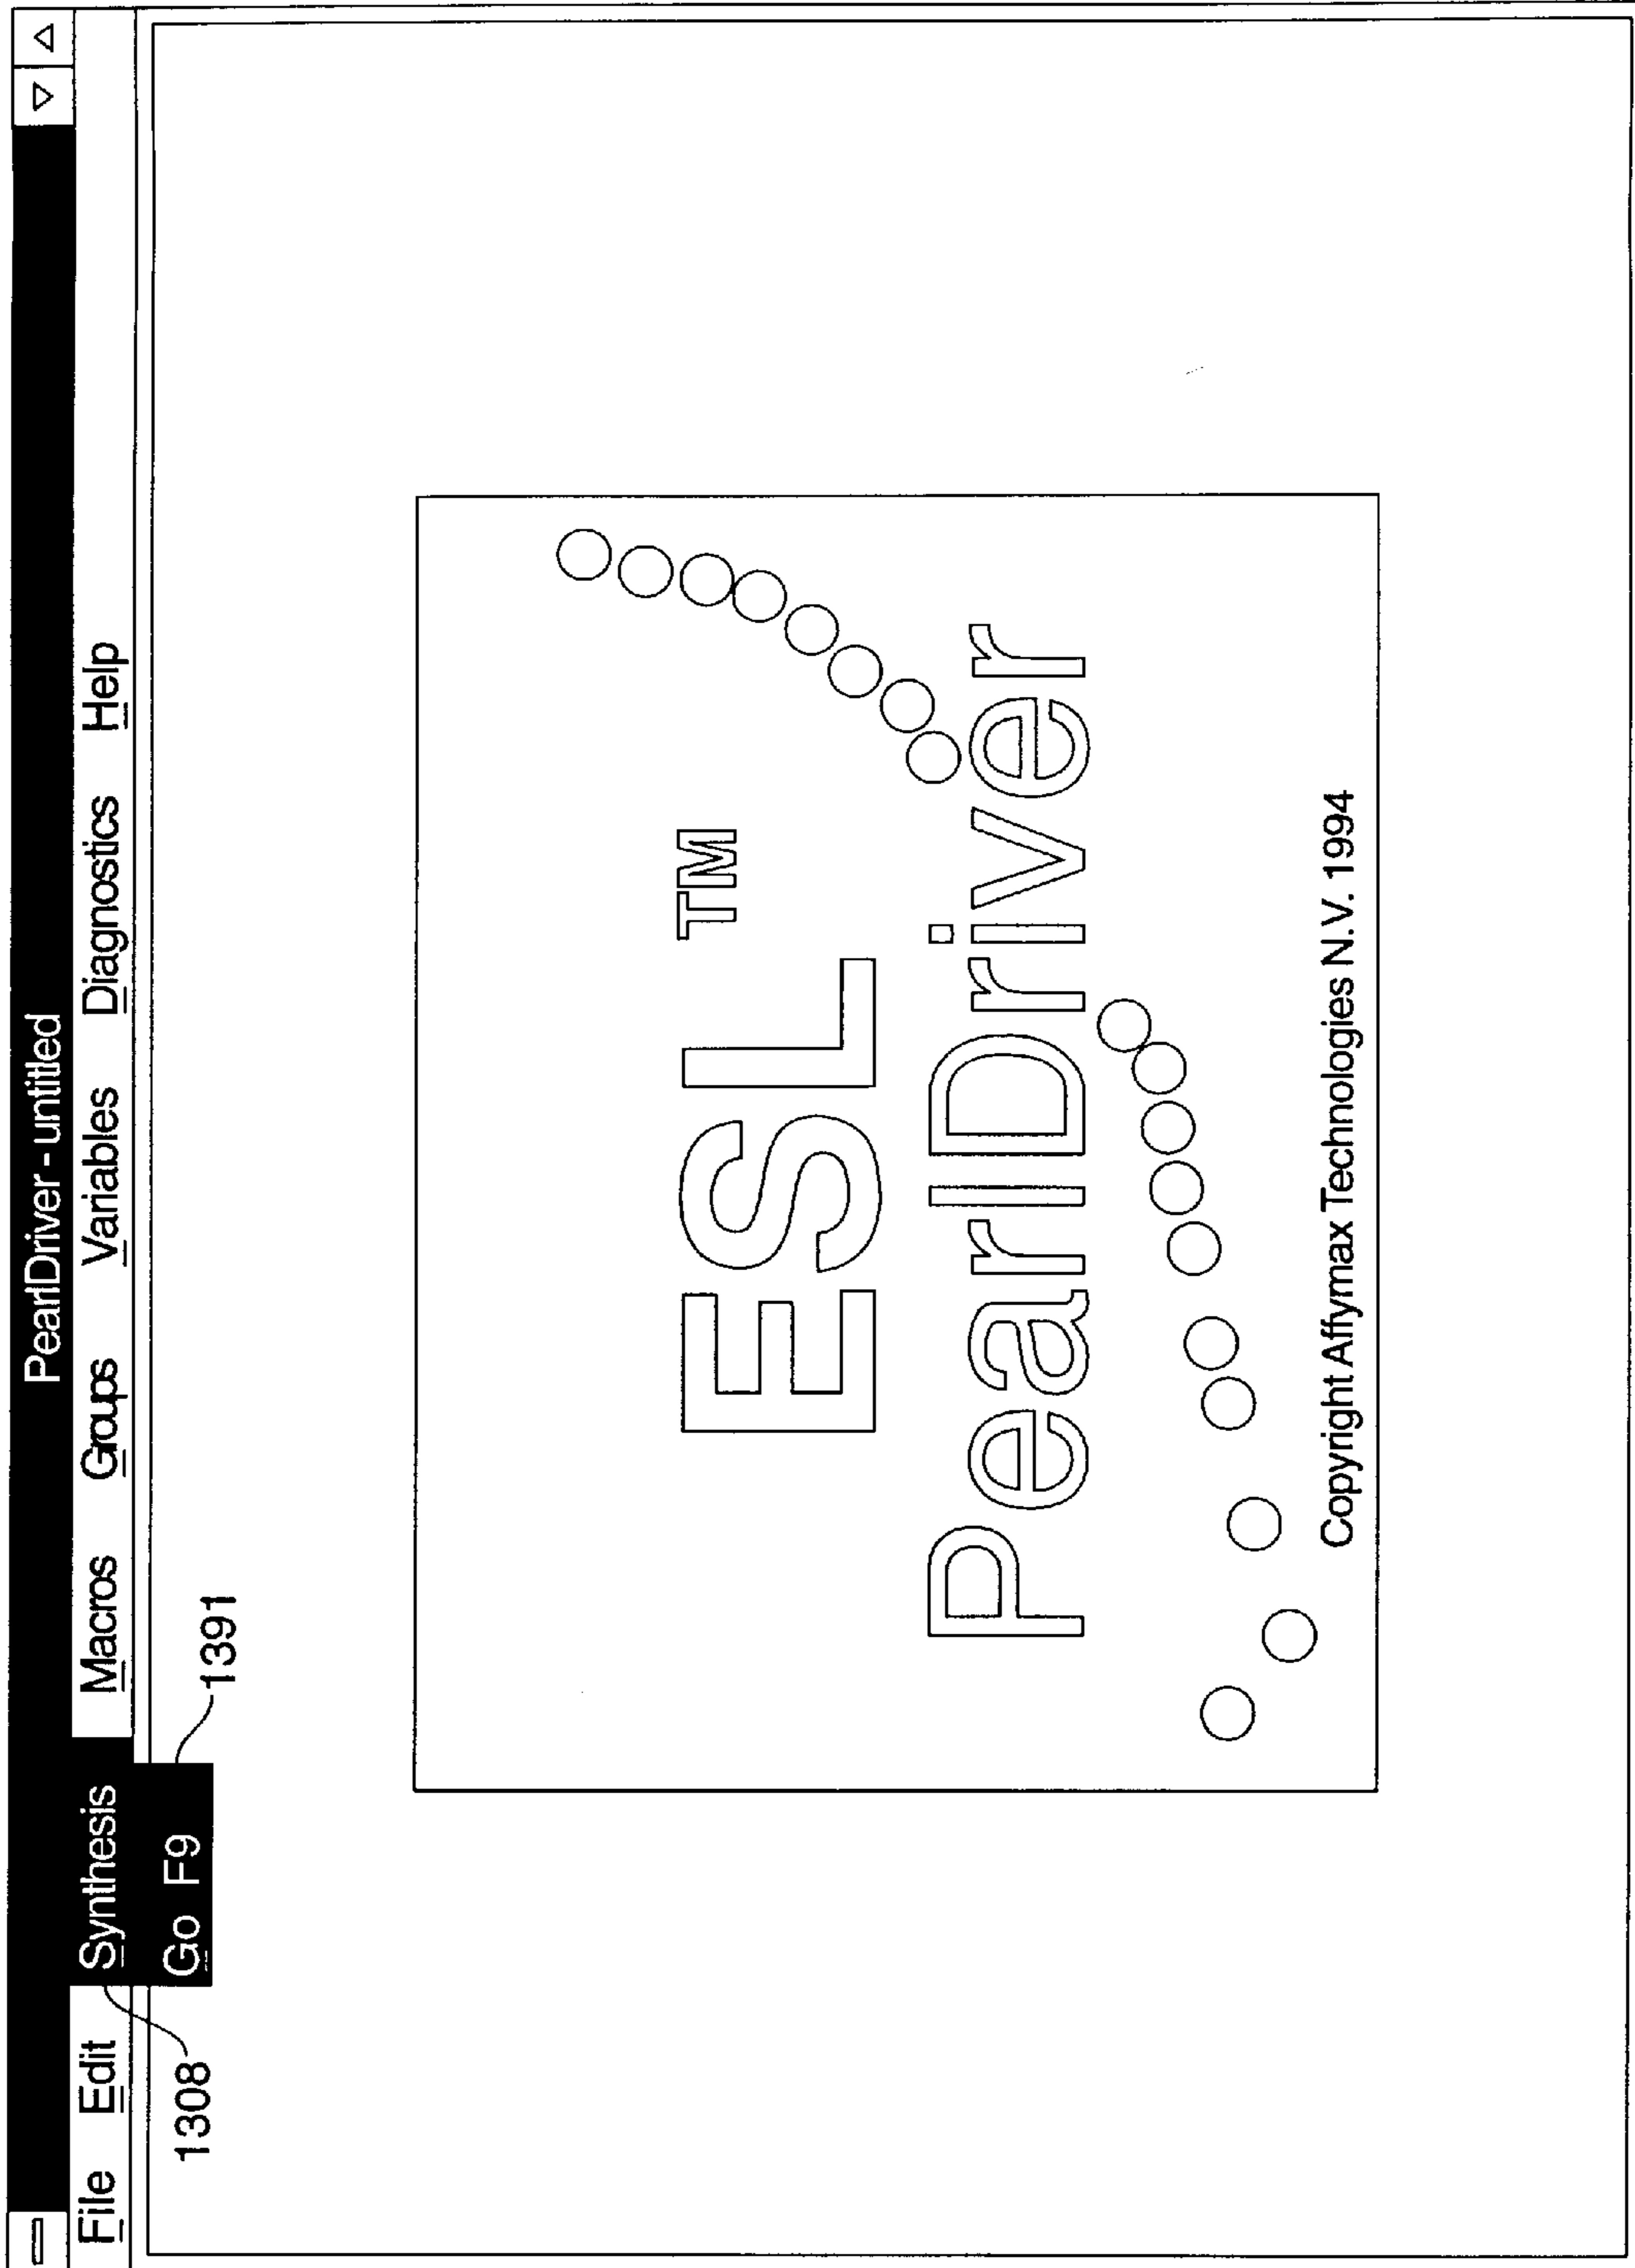 PearlDriver - untitled
File Edit Synthesis Macros Groups Variables Diagnostics Help
Go F9
1308
1391
ESL™
PearlDriver
Copyright Affymax Technologies N.V. 1994